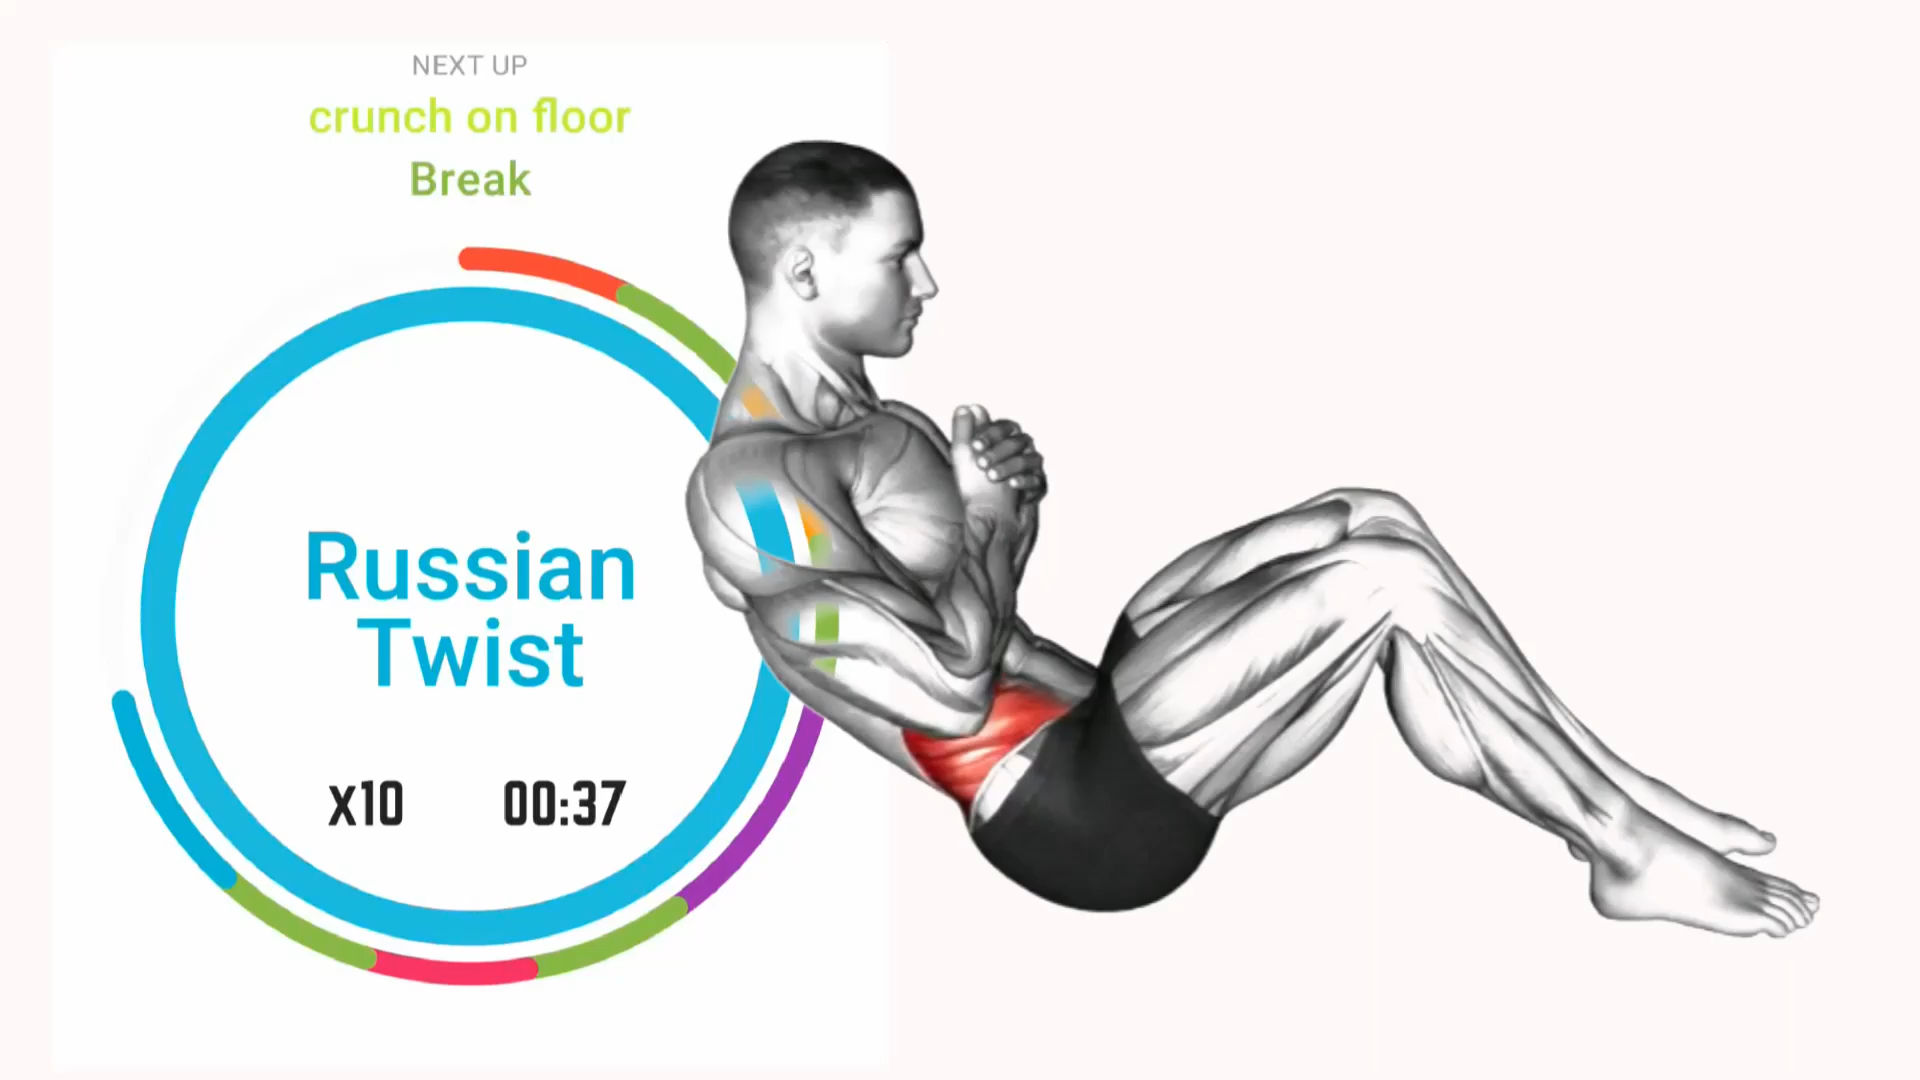 NEXT UP
crunch on floor
Break
Russian
Twist
x10 00:37